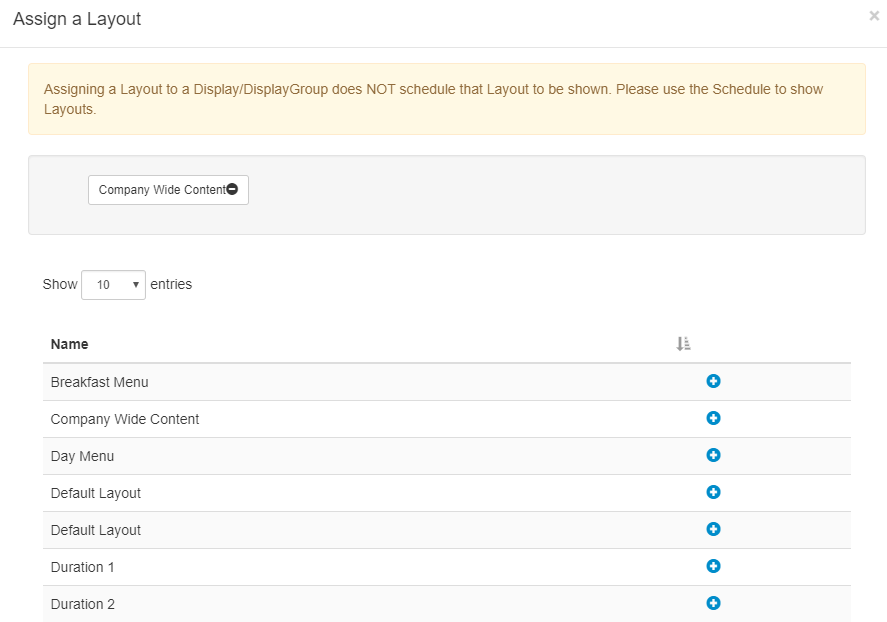 Assign a Layout
Assigning a Layout to a Display/DisplayGroup does NOT schedule that Layout to be shown. Please use the Schedule to show
Layouts.
Company Wide Content
Show 10 entries
Name
Breakfast Menu
Company Wide Content
Day Menu
Default Layout
Default Layout
Duration 1
Duration 2